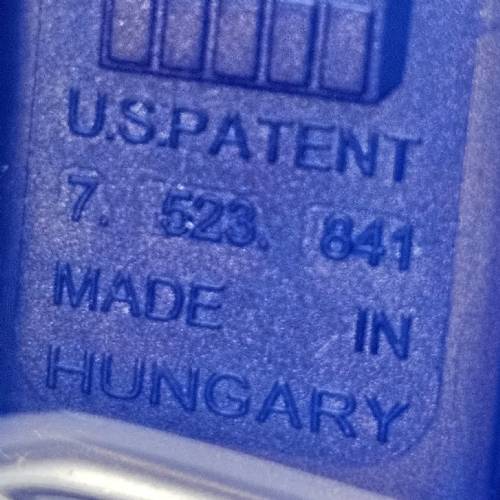 U.S.PATENT
7. 523. 841
MADE IN
HUNGARY